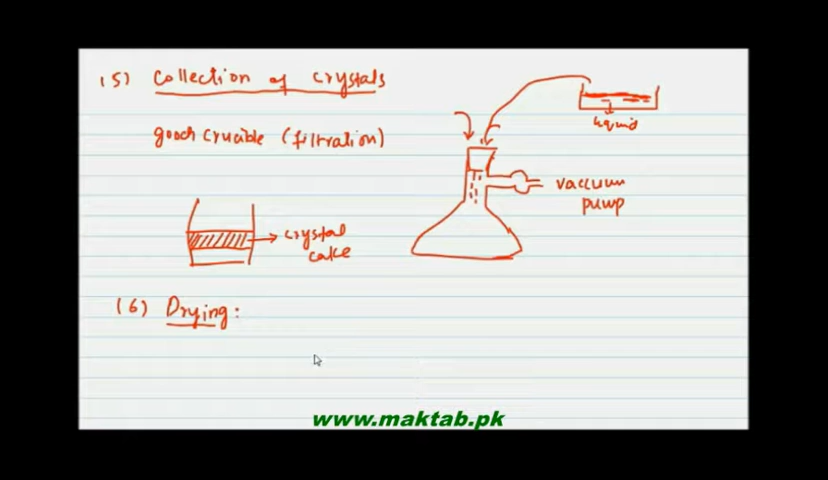 (5) Collection of crystals
gooch crucible (filtration)
liquid
vaccum
pump
crystal
cake
(6) Drying:
www.maktab.pk